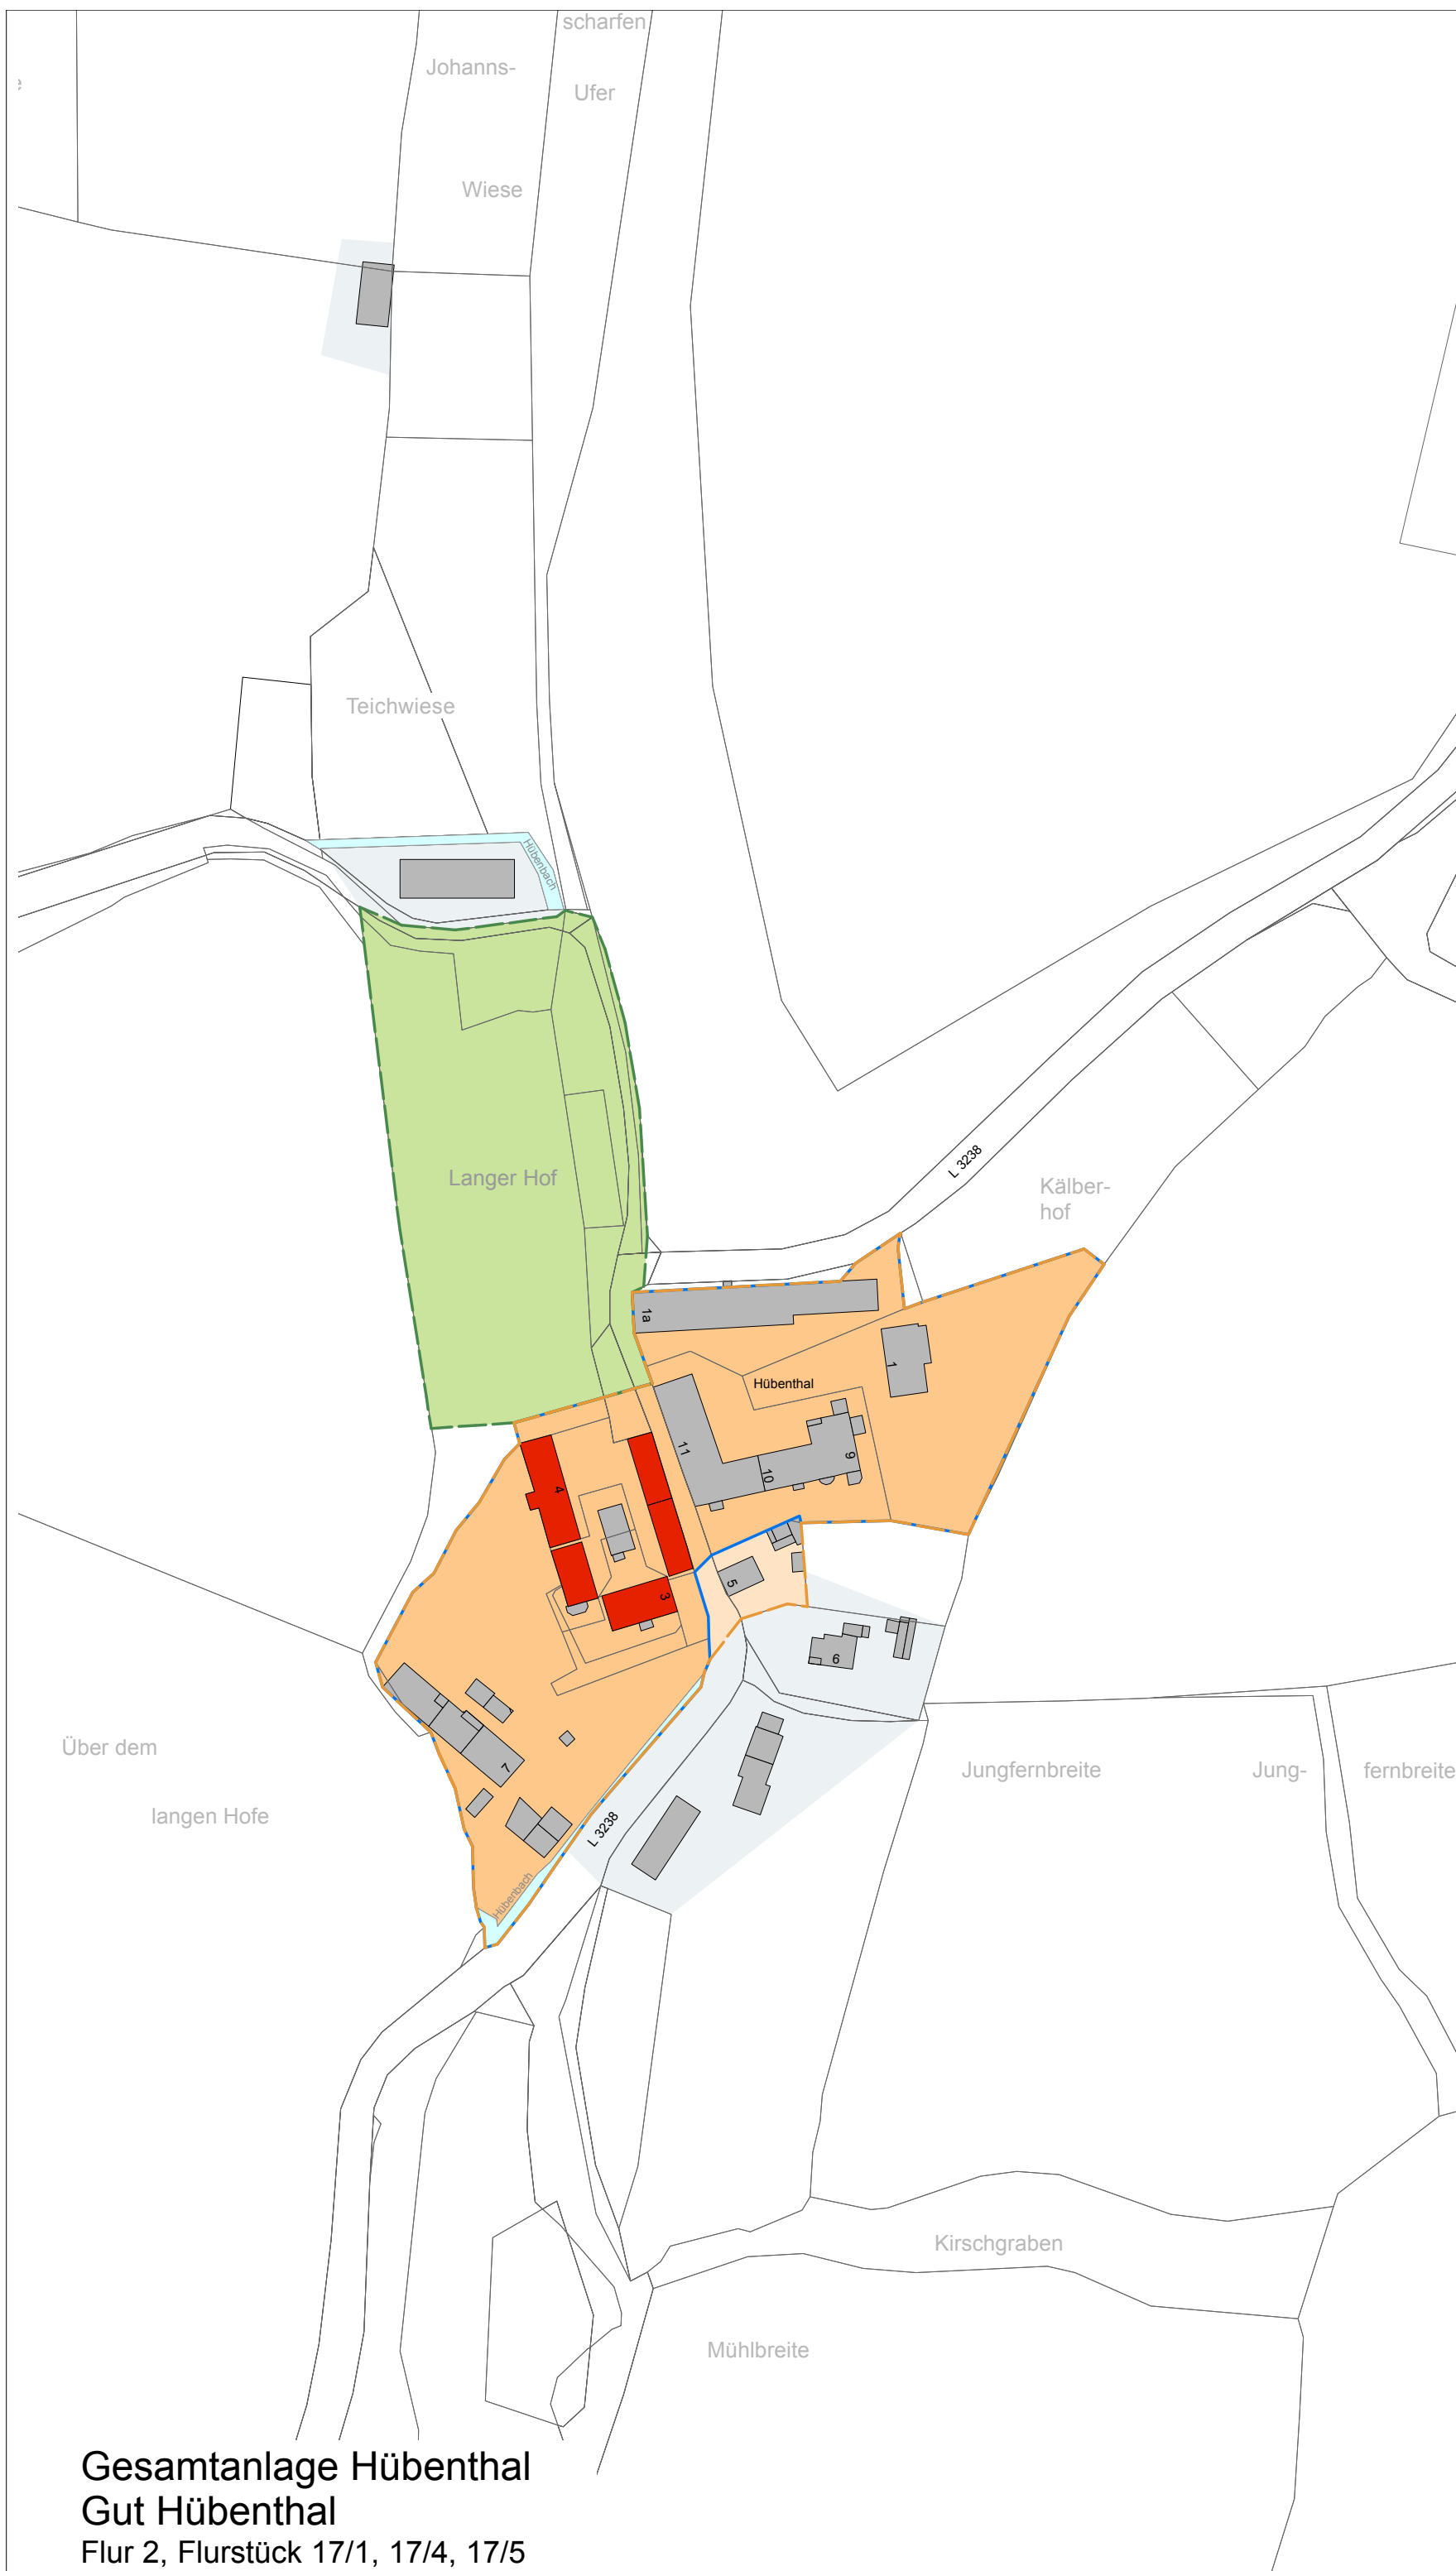 scharfen
Johanns-
Ufer
Wiese
Teichwiese
Hübenbach
Langer Hof
L 3238
Kälber-
hof
1a
1
Hübenthal
11
10
9
4
3
5
6
7
Über dem
langen Hofe
Jungfernbreite
Jung-
fernbreite
L 3238
Hübenbach
Kirschgraben
Mühlbreite
Gesamtanlage Hübenthal
Gut Hübenthal
Flur 2, Flurstück 17/1, 17/4, 17/5